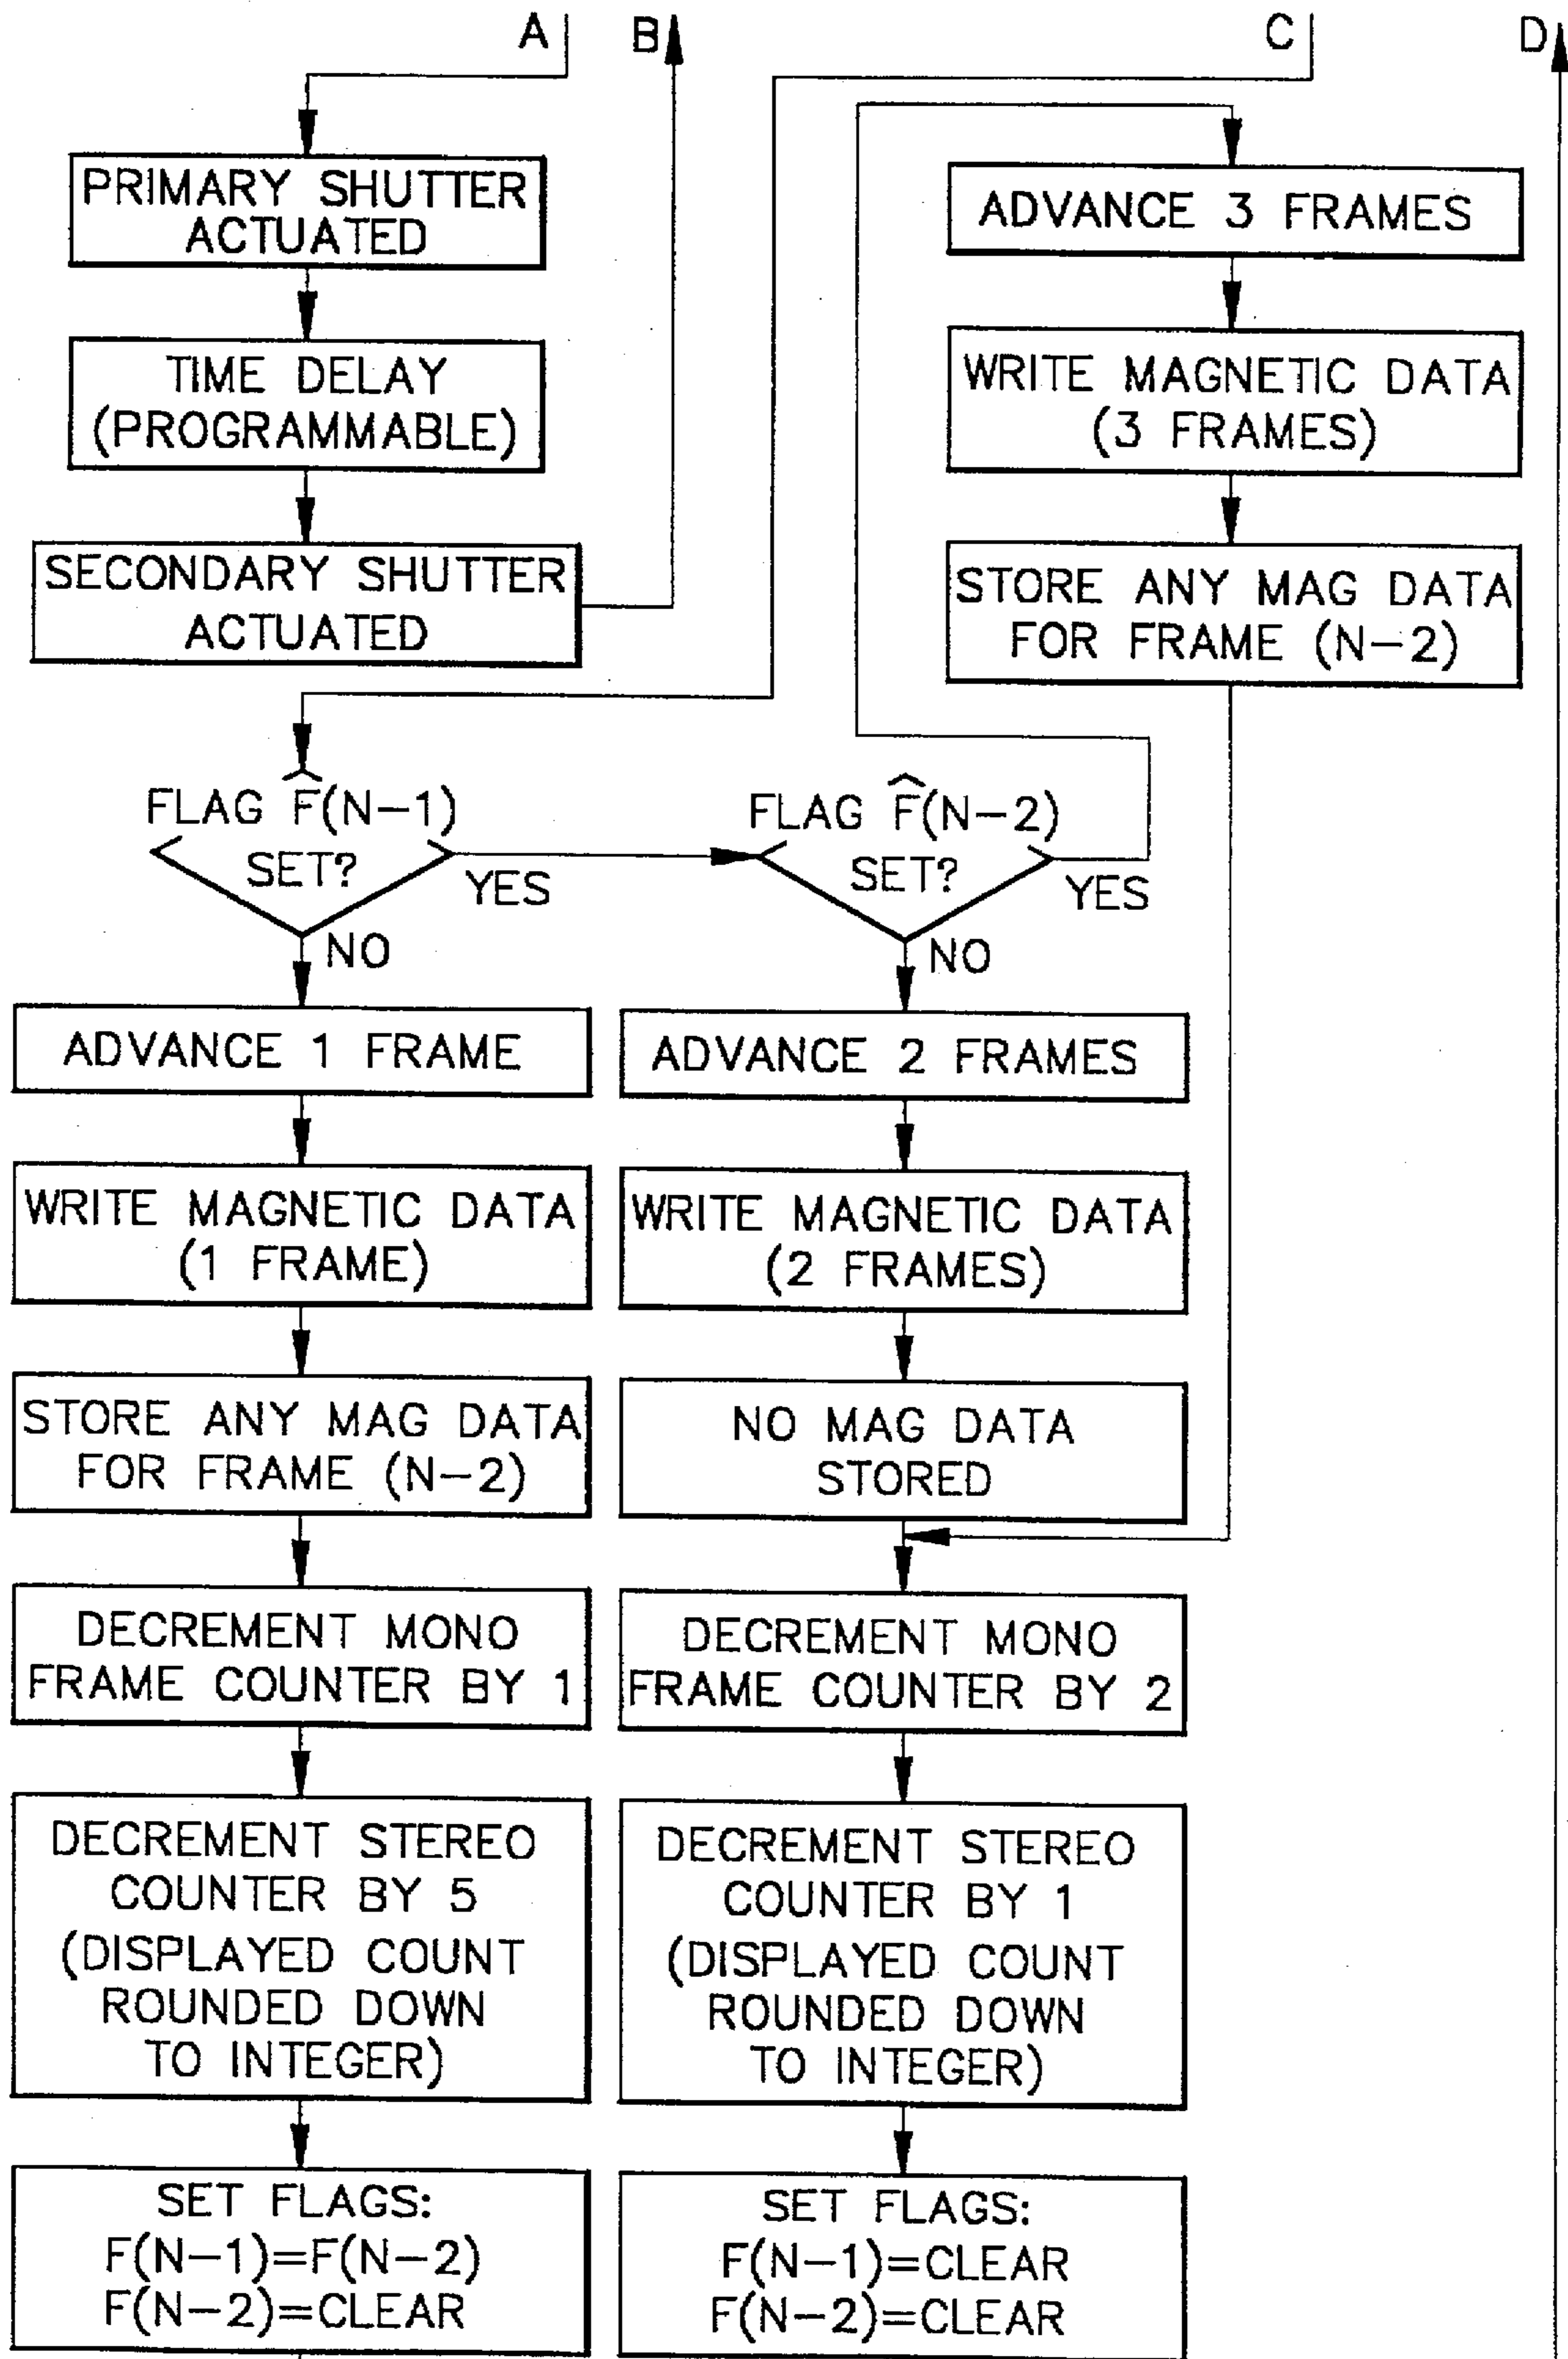 A
B
C
D
PRIMARY SHUTTER
ACTUATED
TIME DELAY
(PROGRAMMABLE)
SECONDARY SHUTTER
ACTUATED
ADVANCE 3 FRAMES
WRITE MAGNETIC DATA
(3 FRAMES)
STORE ANY MAG DATA
FOR FRAME (N-2)
FLAG F̂(N-1)
SET?
YES
NO
FLAG F̂(N-2)
SET?
YES
NO
ADVANCE 1 FRAME
WRITE MAGNETIC DATA
(1 FRAME)
STORE ANY MAG DATA
FOR FRAME (N-2)
DECREMENT MONO
FRAME COUNTER BY 1
DECREMENT STEREO
COUNTER BY 5
(DISPLAYED COUNT
ROUNDED DOWN
TO INTEGER)
SET FLAGS:
F(N-1)=F(N-2)
F(N-2)=CLEAR
ADVANCE 2 FRAMES
WRITE MAGNETIC DATA
(2 FRAMES)
NO MAG DATA
STORED
DECREMENT MONO
FRAME COUNTER BY 2
DECREMENT STEREO
COUNTER BY 1
(DISPLAYED COUNT
ROUNDED DOWN
TO INTEGER)
SET FLAGS:
F(N-1)=CLEAR
F(N-2)=CLEAR